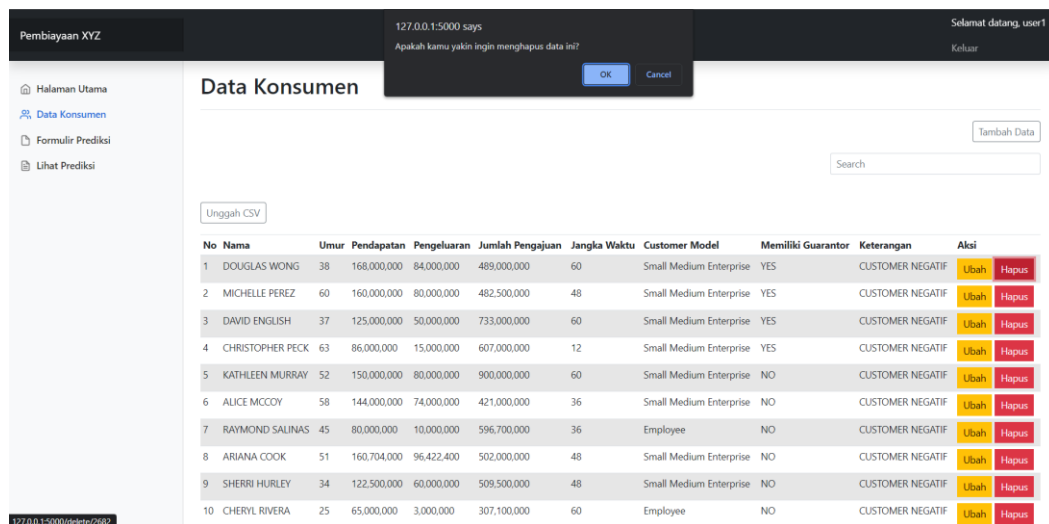 Pembiayaan XYZ
127.0.0.1:5000 says
Apakah kamu yakin ingin menghapus data ini?
OK Cancel
Selamat datang, user1
Keluar
Halaman Utama
Data Konsumen
Formulir Prediksi
Lihat Prediksi
Data Konsumen
Tambah Data
Search
Unggah CSV
No Nama Umur Pendapatan Pengeluaran Jumlah Pengajuan Jangka Waktu Customer Model Memiliki Guarantor Keterangan Aksi
1 DOUGLAS WONG 38 168,000,000 84,000,000 489,000,000 60 Small Medium Enterprise YES CUSTOMER NEGATIF Ubah Hapus
2 MICHELLE PEREZ 60 160,000,000 80,000,000 482,500,000 48 Small Medium Enterprise YES CUSTOMER NEGATIF Ubah Hapus
3 DAVID ENGLISH 37 125,000,000 50,000,000 733,000,000 60 Small Medium Enterprise YES CUSTOMER NEGATIF Ubah Hapus
4 CHRISTOPHER PECK 63 86,000,000 15,000,000 607,000,000 12 Small Medium Enterprise YES CUSTOMER NEGATIF Ubah Hapus
5 KATHLEEN MURRAY 52 150,000,000 80,000,000 900,000,000 60 Small Medium Enterprise NO CUSTOMER NEGATIF Ubah Hapus
6 ALICE MCCOY 58 144,000,000 74,000,000 421,000,000 36 Small Medium Enterprise NO CUSTOMER NEGATIF Ubah Hapus
7 RAYMOND SALINAS 45 80,000,000 10,000,000 596,700,000 36 Employee NO CUSTOMER NEGATIF Ubah Hapus
8 ARIANA COOK 51 160,704,000 96,422,400 502,000,000 48 Small Medium Enterprise NO CUSTOMER NEGATIF Ubah Hapus
9 SHERRI HURLEY 34 122,500,000 60,000,000 509,500,000 48 Small Medium Enterprise NO CUSTOMER NEGATIF Ubah Hapus
10 CHERYL RIVERA 25 65,000,000 3,000,000 307,100,000 60 Employee NO CUSTOMER NEGATIF Ubah Hapus
127.0.0.1:5000/delete/2682